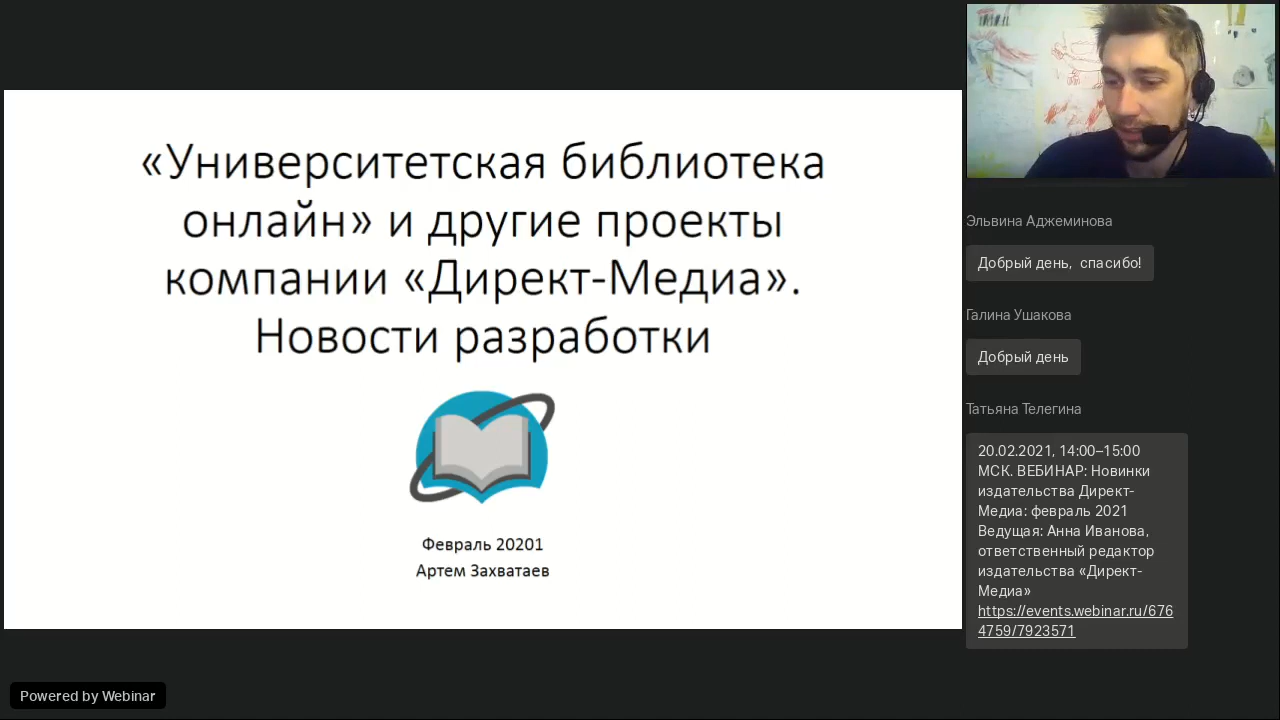 «Университетская библиотека
онлайн» и другие проекты
компании «Директ-Медиа».
Новости разработки
Февраль 20201
Артем Захватаев
Эльвина Аджеминова
Добрый день, спасибо!
Галина Ушакова
Добрый день
Татьяна Телегина
20.02.2021, 14:00–15:00
МСК. ВЕБИНАР: Новинки
издательства Директ-
Медиа: февраль 2021
Ведущая: Анна Иванова,
ответственный редактор
издательства «Директ-
Медиа»
https://events.webinar.ru/676
4759/7923571
Powered by Webinar